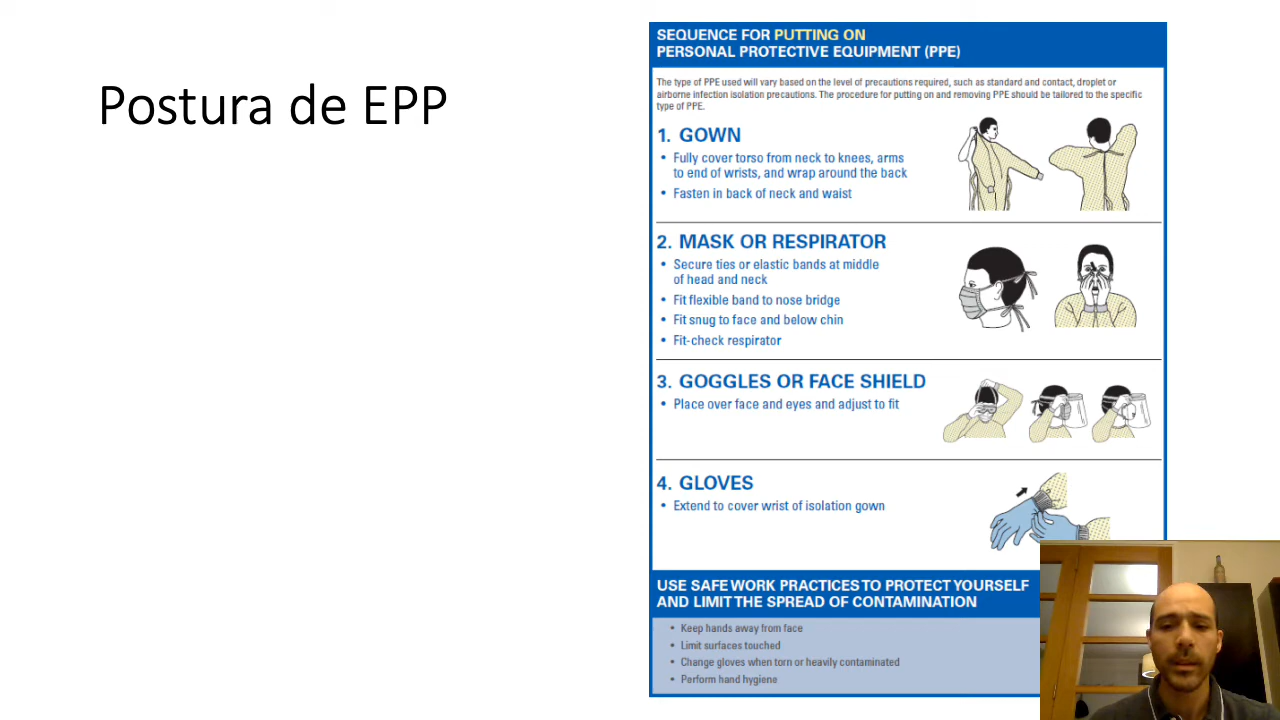 Postura de EPP
SEQUENCE FOR PUTTING ON
PERSONAL PROTECTIVE EQUIPMENT (PPE)
The type of PPE used will vary based on the level of precautions required, such as standard and contact, droplet or
airborne infection isolation precautions. The procedure for putting on and removing PPE should be tailored to the specific
type of PPE.
1. GOWN
• Fully cover torso from neck to knees, arms
to end of wrists, and wrap around the back
• Fasten in back of neck and waist
2. MASK OR RESPIRATOR
• Secure ties or elastic bands at middle
of head and neck
• Fit flexible band to nose bridge
• Fit snug to face and below chin
• Fit-check respirator
3. GOGGLES OR FACE SHIELD
• Place over face and eyes and adjust to fit
4. GLOVES
• Extend to cover wrist of isolation gown
USE SAFE WORK PRACTICES TO PROTECT YOURSELF
AND LIMIT THE SPREAD OF CONTAMINATION
• Keep hands away from face
• Limit surfaces touched
• Change gloves when torn or heavily contaminated
• Perform hand hygiene